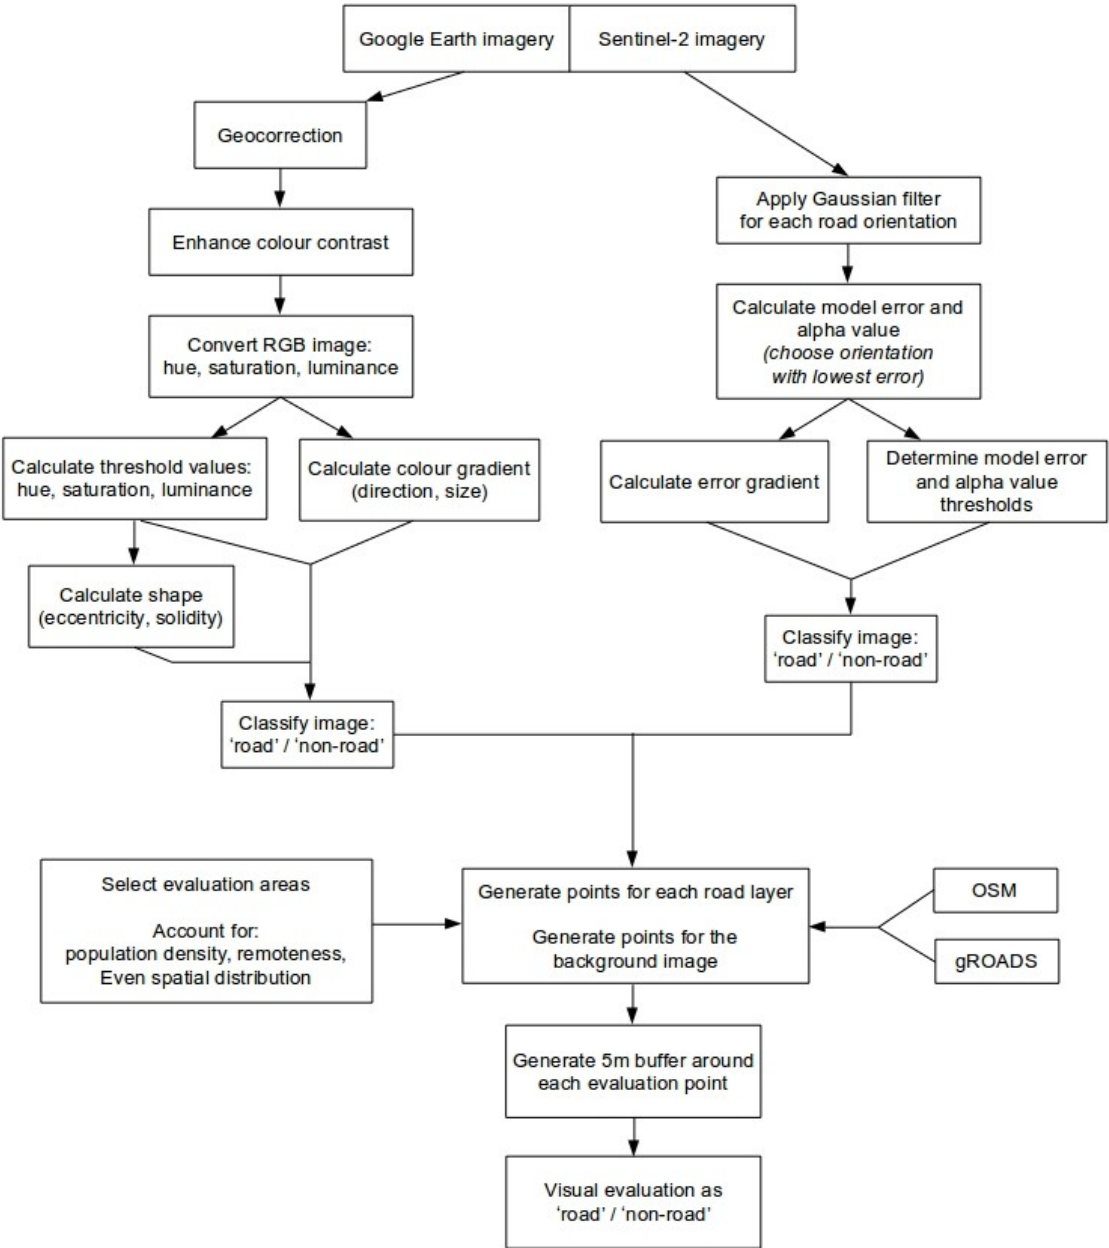 Google Earth imagery
Sentinel-2 imagery
Geocorrection
Enhance colour contrast
Convert RGB image:
hue, saturation, luminance
Calculate threshold values:
hue, saturation, luminance
Calculate colour gradient
(direction, size)
Calculate shape
(eccentricity, solidity)
Classify image:
‘road’ / ‘non-road’
Apply Gaussian filter
for each road orientation
Calculate model error and
alpha value
(choose orientation
with lowest error)
Calculate error gradient
Determine model error
and alpha value
thresholds
Classify image:
‘road’ / ‘non-road’
Select evaluation areas
Account for:
population density, remoteness,
Even spatial distribution
Generate points for each road layer
Generate points for the
background image
OSM
gROADS
Generate 5m buffer around
each evaluation point
Visual evaluation as
‘road’ / ‘non-road’